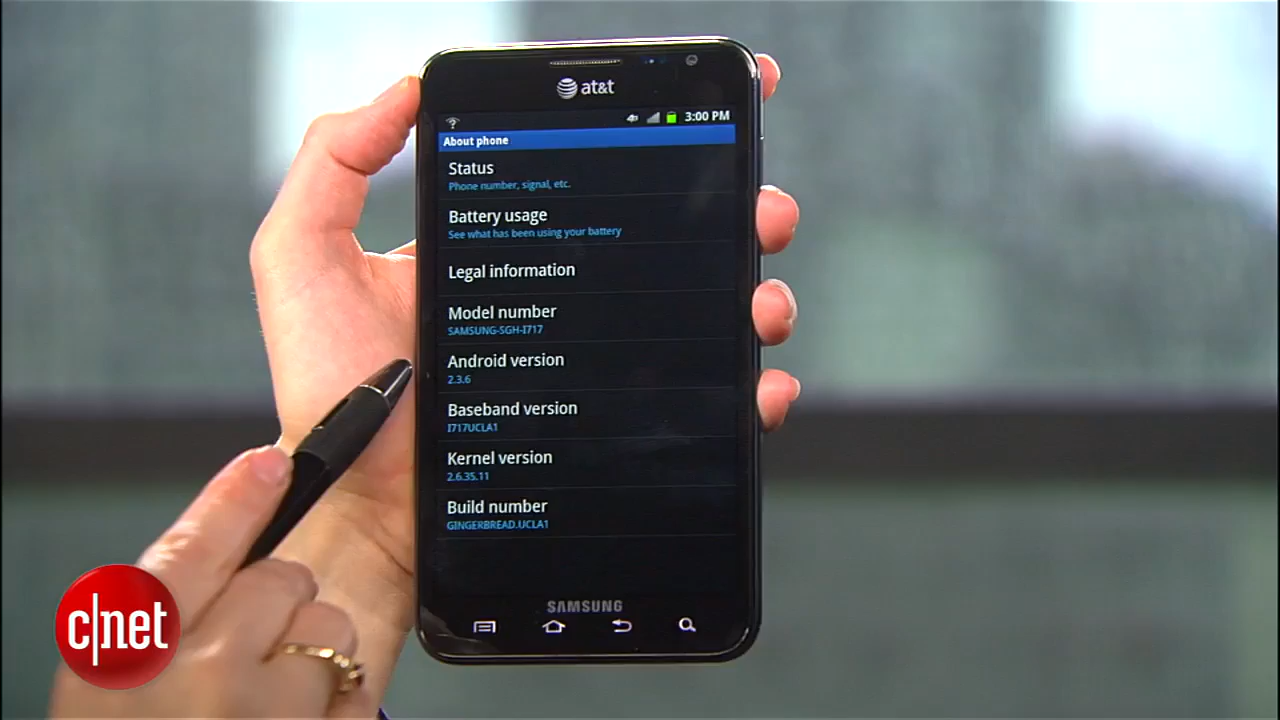 at&t
3:00 PM
About phone
Status
Phone number, signal, etc.
Battery usage
See what has been using your battery
Legal information
Model number
SAMSUNG-SGH-I717
Android version
2.3.6
Baseband version
I717UCLA1
Kernel version
2.6.35.11
Build number
GINGERBREAD.UCLA1
SAMSUNG
c|net